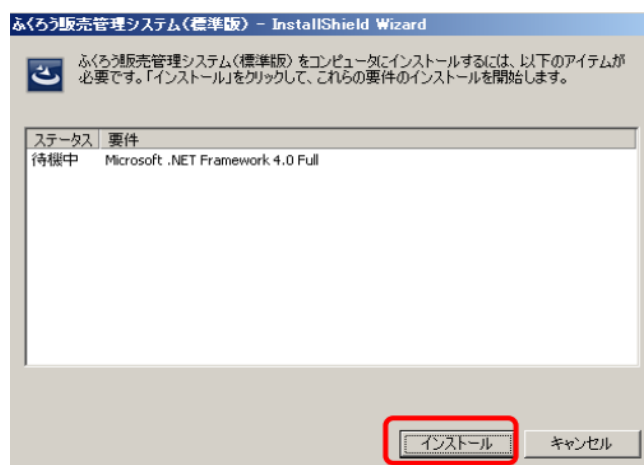 ふくろう販売管理システム(標準版) - InstallShield Wizard
ふくろう販売管理システム(標準版) をコンピュータにインストールするには、以下のアイテムが
必要です。「インストール」をクリックして、これらの要件のインストールを開始します。
ステータス 要件
待機中 Microsoft .NET Framework 4.0 Full
インストール キャンセル